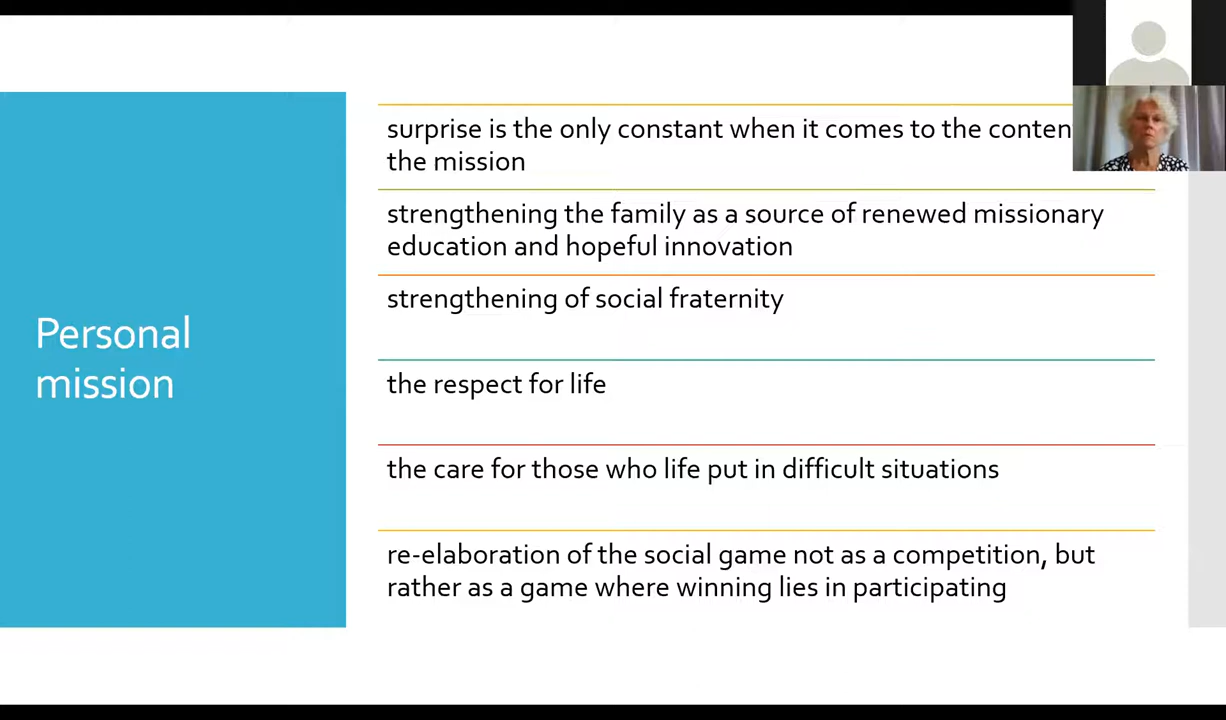 Personal
mission
surprise is the only constant when it comes to the
the mission
strengthening the family as a source of renewed missionary
education and hopeful innovation
strengthening of social fraternity
the respect for life
the care for those who life put in difficult situations
re-elaboration of the social game not as a competition, but
rather as a game where winning lies in participating